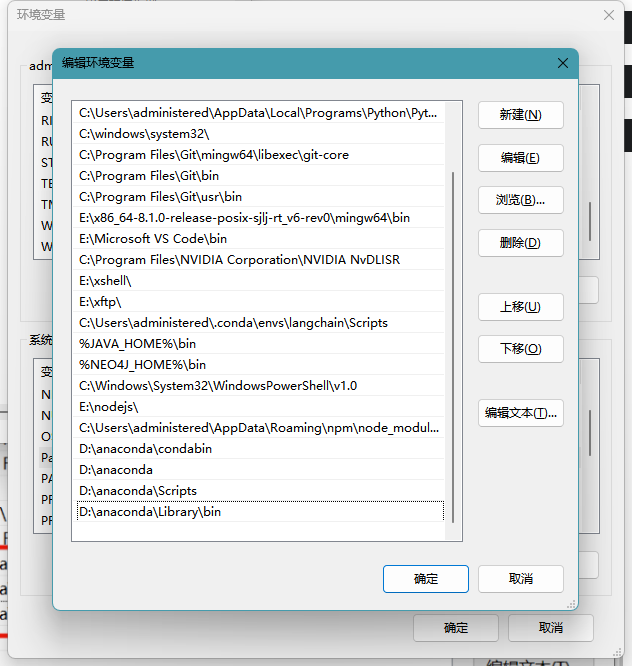 环境变量
编辑环境变量
adm
变
RI
RU
ST
TE
TM
W
W
系统
变
N
N
O
Pa
PA
PR
PR
C:\Users\administered\AppData\Local\Programs\Python\Pyt...
C:\windows\system32\
C:\Program Files\Git\mingw64\libexec\git-core
C:\Program Files\Git\bin
C:\Program Files\Git\usr\bin
E:\x86_64-8.1.0-release-posix-sjlj-rt_v6-rev0\mingw64\bin
E:\Microsoft VS Code\bin
C:\Program Files\NVIDIA Corporation\NVIDIA NvDLISR
E:\xshell\
E:\xftp\
C:\Users\administered\.conda\envs\langchain\Scripts
%JAVA_HOME%\bin
%NEO4J_HOME%\bin
C:\Windows\System32\WindowsPowerShell\v1.0
E:\nodejs\
C:\Users\administered\AppData\Roaming\npm\node_modul...
D:\anaconda\condabin
D:\anaconda
D:\anaconda\Scripts
D:\anaconda\Library\bin
新建(N)
编辑(E)
浏览(B)...
删除(D)
上移(U)
下移(O)
编辑文本(T)...
确定
取消
确定
取消
编辑文本(T)